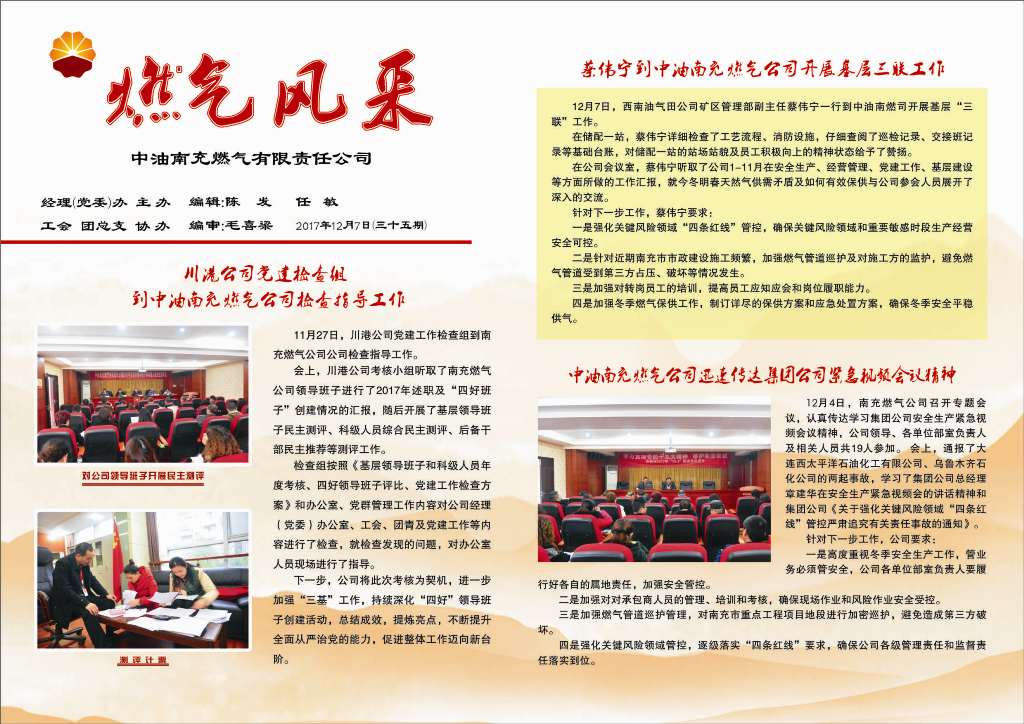 燃气风采
中油南充燃气有限责任公司
经理(党委)办 主 办 编辑:陈 发 任 敏
工会 团总支 协 办 编审:毛喜梁 2017年12月7日(三十五期)
川港公司党建检查组
到中油南充燃气公司检查指导工作
对公司领导班子开展民主测评
测评计票
11月27日，川港公司党建工作检查组到南
充燃气公司公司检查指导工作。
会上，川港公司考核小组听取了南充燃气
公司领导班子进行了2017年述职及“四好班
子”创建情况的汇报，随后开展了基层领导班
子民主测评、科级人员综合民主测评、后备干
部民主推荐等测评工作。
检查组按照《基层领导班子和科级人员年
度考核、四好领导班子评比、党建工作检查方
案》和办公室、党群管理工作内容对公司经理
（党委）办公室、工会、团青及党建工作等内
容进行了检查，就检查发现的问题，对办公室
人员现场进行了指导。
下一步，公司将此次考核为契机，进一步
加强“三基”工作，持续深化“四好”领导班
子创建活动，总结成效，提炼亮点，不断提升
全面从严治党的能力，促进整体工作迈向新台
阶。
蔡伟宁到中油南充燃气公司开展基层三联工作
12月7日，西南油气田公司矿区管理部副主任蔡伟宁一行到中油南燃司开展基层“三
联”工作。
在储配一站，蔡伟宁详细检查了工艺流程、消防设施，仔细查阅了巡检记录、交接班记
录等基础台账，对储配一站的站场站貌及员工积极向上的精神状态给予了赞扬。
在公司会议室，蔡伟宁听取了公司1-11月在安全生产、经营管理、党建工作、基层建设
等方面所做的工作汇报，就今冬明春天然气供需矛盾及如何有效保供与公司参会人员展开了
深入的交流。
针对下一步工作，蔡伟宁要求：
一是强化关键风险领域“四条红线”管控，确保关键风险领域和重要敏感时段生产经营
安全可控。
二是针对近期南充市市政建设施工频繁，加强燃气管道巡护及对施工方的监护，避免燃
气管道受到第三方占压、破坏等情况发生。
三是加强对转岗员工的培训，提高员工应知应会和岗位履职能力。
四是加强冬季燃气保供工作，制订详尽的保供方案和应急处置方案，确保冬季安全平稳
供气。
中油南充燃气公司迅速传达集团公司紧急视频会议精神
12月4日，南充燃气公司召开专题会
议，认真传达学习集团公司安全生产紧急视
频会议精神，公司领导、各单位部室负责人
及相关人员共19人参加。 会上，通报了大
连西太平洋石油化工有限公司、乌鲁木齐石
化公司的两起事故，学习了集团公司总经理
章建华在安全生产紧急视频会的讲话精神和
集团公司《关于强化关键风险领域“四条红
线”管控严肃追究有关责任事故的通知》。
针对下一步工作，公司要求：
一是高度重视冬季安全生产工作，管业
务必须管安全，公司各单位部室负责人要履
行好各自的属地责任，加强安全管控。
二是加强对对承包商人员的管理、培训和考核，确保现场作业和风险作业安全受控。
三是加强燃气管道巡护管理，对南充市重点工程项目地段进行加密巡护，避免造成第三方破
坏。
四是强化关键风险领域管控，逐级落实“四条红线”要求，确保公司各级管理责任和监督责
任落实到位。